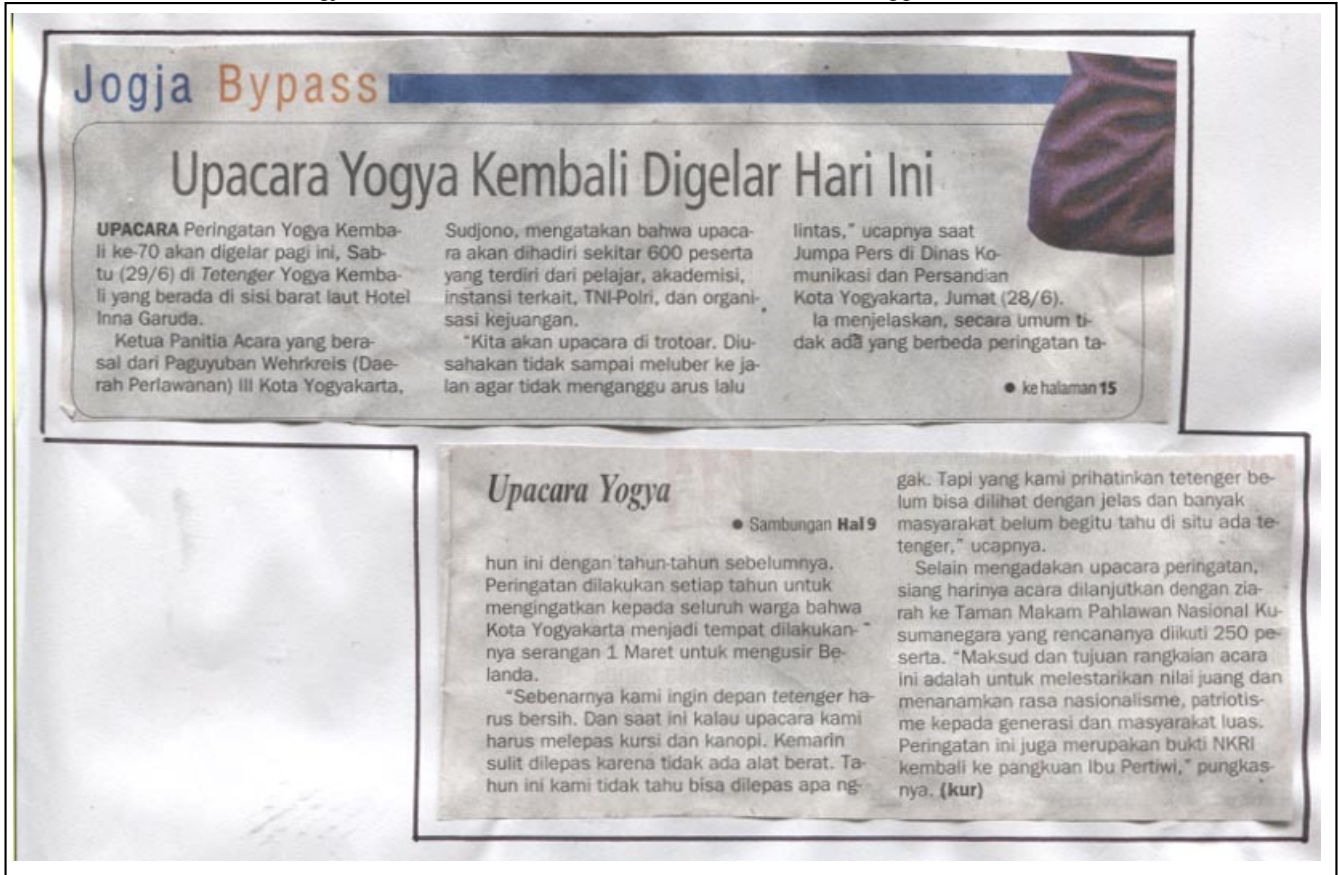 Jogja Bypass
Upacara Yogya Kembali Digelar Hari Ini
UPACARA Peringatan Yogya Kemba-
li ke-70 akan digelar pagi ini, Sab-
tu (29/6) di Tetenger Yogya Kemba-
li yang berada di sisi barat laut Hotel
Inna Garuda.
Ketua Panitia Acara yang bera-
sal dari Paguyuban Wehrkreis (Dae-
rah Perlawanan) III Kota Yogyakarta,
Sudjono, mengatakan bahwa upaca-
ra akan dihadiri sekitar 600 peserta
yang terdiri dari pelajar, akademisi,
instansi terkait, TNI-Polri, dan organi-
sasi kejuangan.
"Kita akan upacara di trotoar. Diu-
sahakan tidak sampai meluber ke ja-
lan agar tidak menganggu arus lalu
lintas," ucapnya saat
Jumpa Pers di Dinas Ko-
munikasi dan Persandian
Kota Yogyakarta, Jumat (28/6).
Ia menjelaskan, secara umum ti-
dak ada yang berbeda peringatan ta-
● ke halaman 15
Upacara Yogya
● Sambungan Hal 9
hun ini dengan tahun-tahun sebelumnya.
Peringatan dilakukan setiap tahun untuk
mengingatkan kepada seluruh warga bahwa
Kota Yogyakarta menjadi tempat dilakukan-
nya serangan 1 Maret untuk mengusir Be-
landa.
"Sebenarnya kami ingin depan tetenger ha-
rus bersih. Dan saat ini kalau upacara kami
harus melepas kursi dan kanopi. Kemarin
sulit dilepas karena tidak ada alat berat. Ta-
hun ini kami tidak tahu bisa dilepas apa ng-
gak. Tapi yang kami prihatinkan tetenger be-
lum bisa dilihat dengan jelas dan banyak
masyarakat belum begitu tahu di situ ada te-
tenger," ucapnya.
Selain mengadakan upacara peringatan,
siang harinya acara dilanjutkan dengan zia-
rah ke Taman Makam Pahlawan Nasional Ku-
sumanegara yang rencananya diikuti 250 pe-
serta. "Maksud dan tujuan rangkaian acara
ini adalah untuk melestarikan nilai juang dan
menanamkan rasa nasionalisme, patriotis-
me kepada generasi dan masyarakat luas.
Peringatan ini juga merupakan bukti NKRI
kembali ke pangkuan Ibu Pertiwi," pungkas-
nya. (kur)